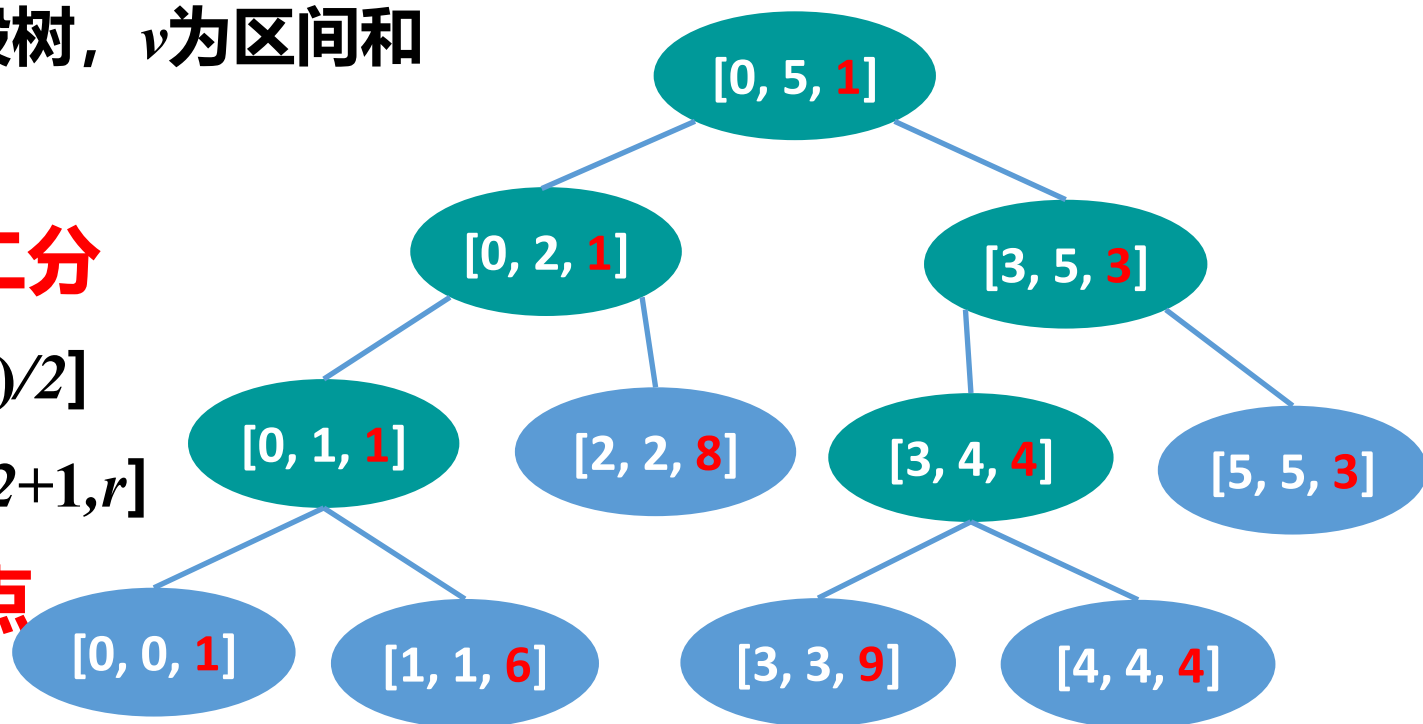 段树，v为区间和
[0, 5, 1]
二分
[0, 2, 1]
[3, 5, 3]
)/2]
[0, 1, 1]
[2, 2, 8]
[3, 4, 4]
[5, 5, 3]
2+1,r]
点
[0, 0, 1]
[1, 1, 6]
[3, 3, 9]
[4, 4, 4]